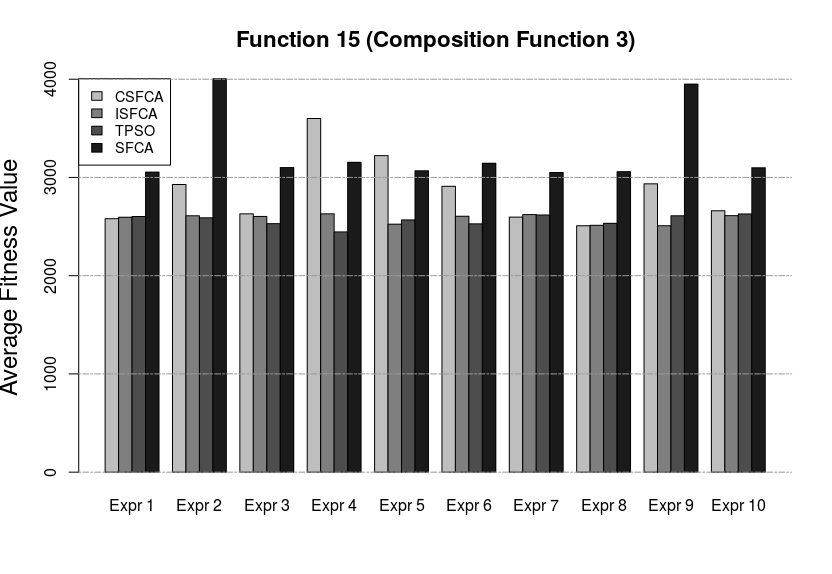 Function 15 (Composition Function 3)
Average Fitness Value
4000
3000
2000
1000
0
CSFCA
ISFCA
TPSO
SFCA
Expr 1 Expr 2 Expr 3 Expr 4 Expr 5 Expr 6 Expr 7 Expr 8 Expr 9 Expr 10